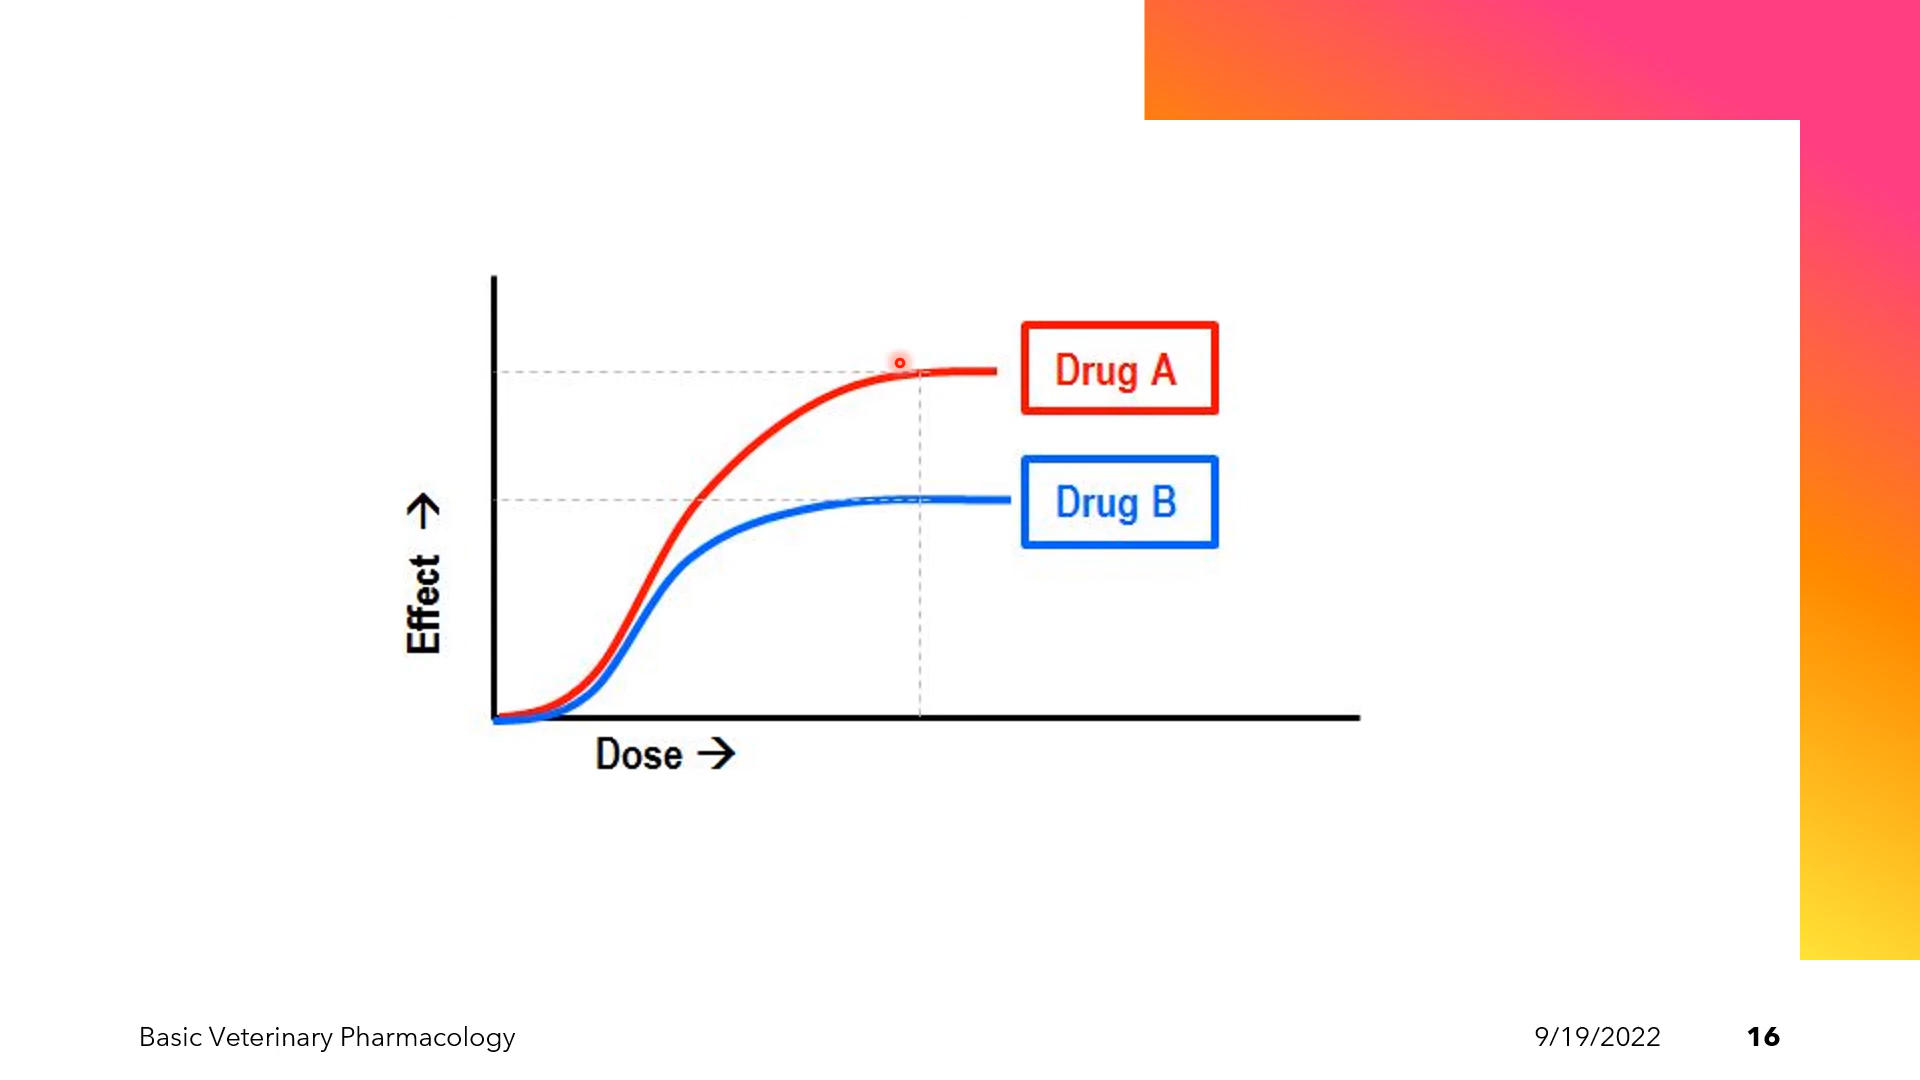 Drug A
Drug B
Effect →
Dose →
Basic Veterinary Pharmacology
9/19/2022
16